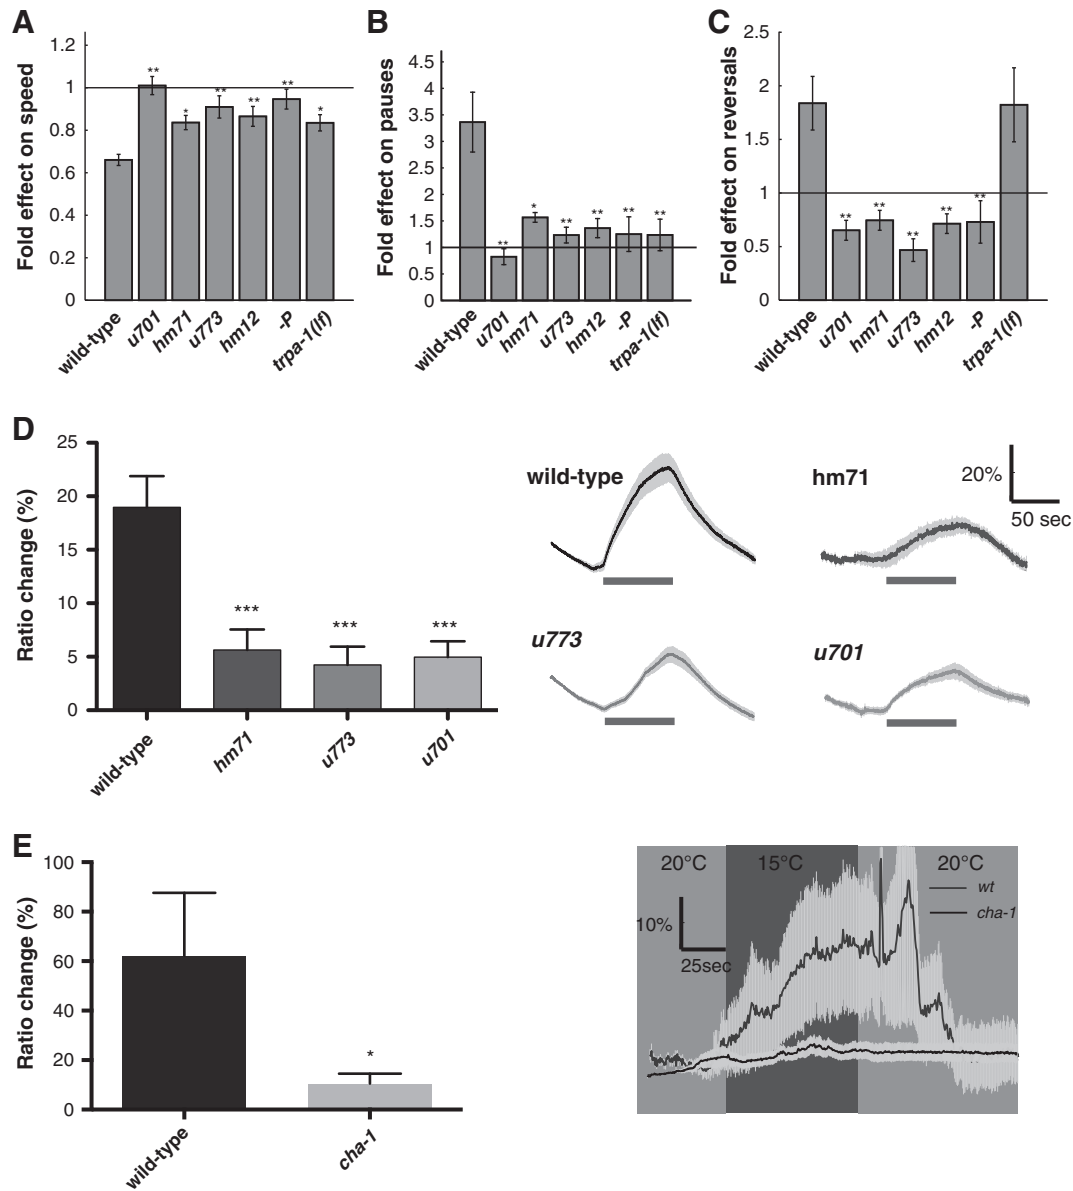 A
Fold effect on speed
1.2
1
0.8
0.6
0.4
0.2
0
**
*
**
**
**
*
wild-type
u701
hm71
u773
hm12
-P
trpa-1(lf)
B
Fold effect on pauses
4.5
4
3.5
3
2.5
2
1.5
1
0.5
0
**
*
**
**
**
**
wild-type
u701
hm71
u773
hm12
-P
trpa-1(lf)
C
Fold effect on reversals
2.5
2
1.5
1
0.5
0
**
**
**
**
**
wild-type
u701
hm71
u773
hm12
-P
trpa-1(lf)
D
Ratio change (%)
25
20
15
10
5
0
***
***
***
wild-type
hm71
u773
u701
wild-type
hm71
20%
50 sec
u773
u701
E
Ratio change (%)
100
80
60
40
20
0
*
wild-type
cha-1
20°C
15°C
20°C
wt
cha-1
10%
25sec